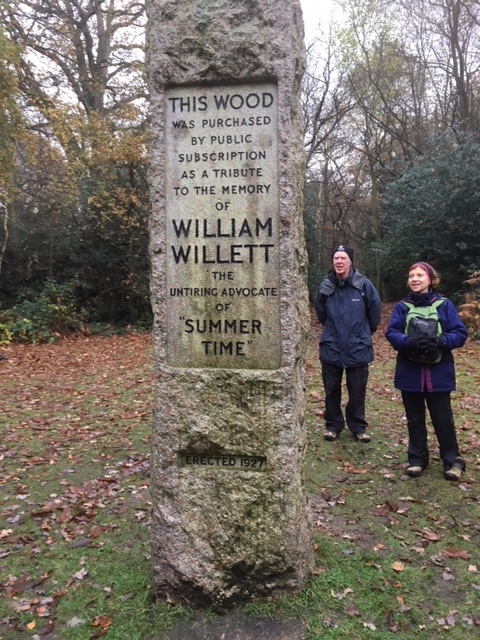 THIS WOOD
WAS PURCHASED
BY PUBLIC
SUBSCRIPTION
AS A TRIBUTE
TO THE MEMORY
OF
WILLIAM
WILLETT
THE
UNTIRING ADVOCATE
OF
"SUMMER
TIME"
ERECTED 1927